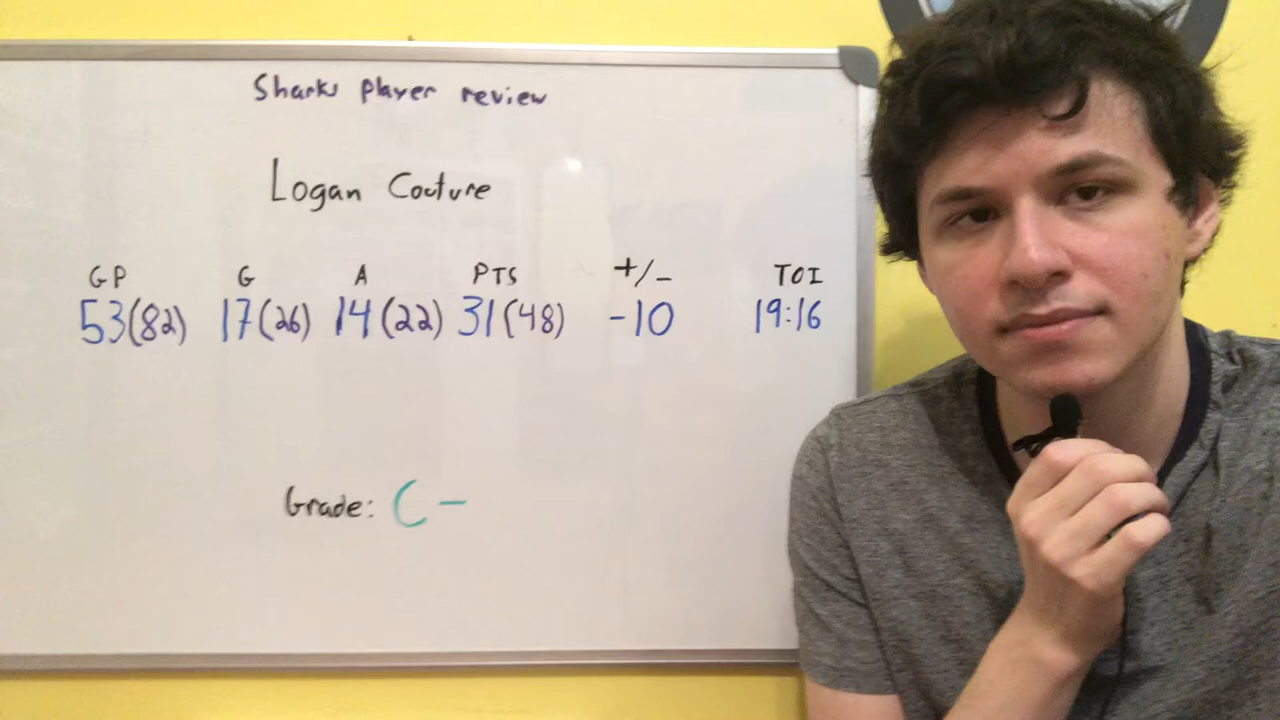 Sharks player review
Logan Couture
GP G A PTS +/- TOI
53(82) 17(26) 14(22) 31(48) -10 19:16
Grade: C-